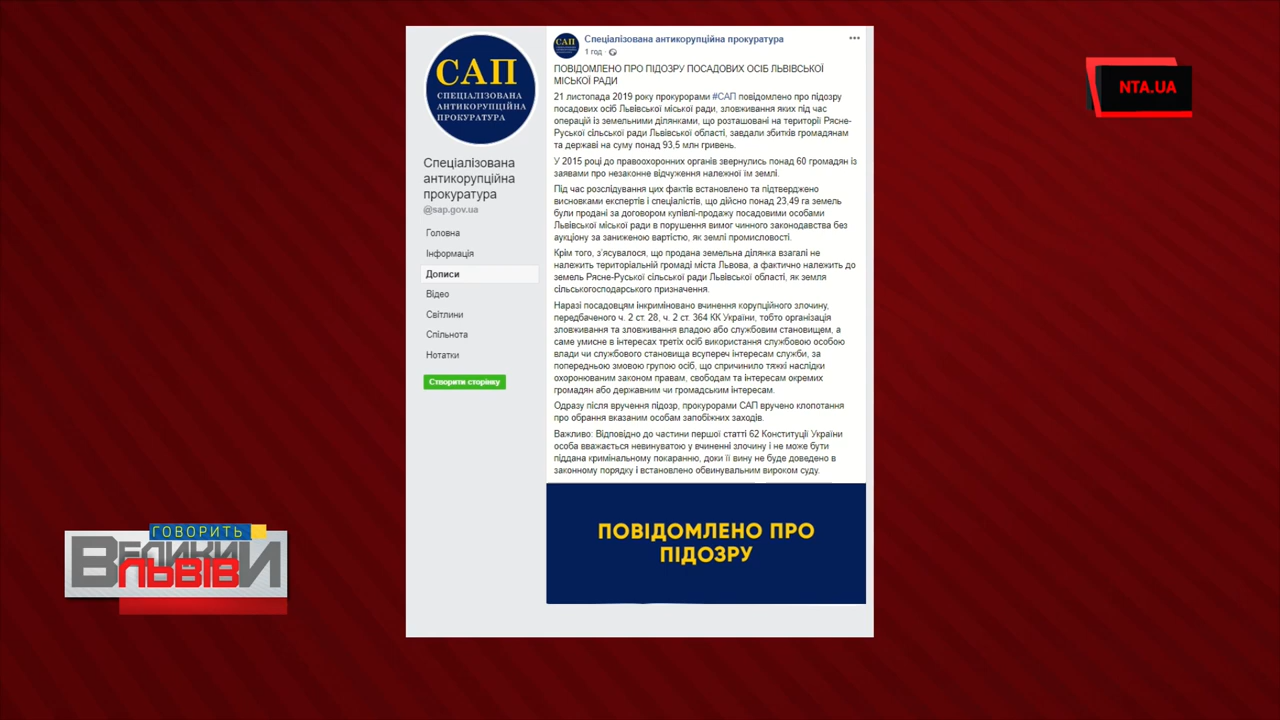 САП
СПЕЦІАЛІЗОВАНА
АНТИКОРУПЦІЙНА
ПРОКУРАТУРА
Спеціалізована
антикорупційна
прокуратура
@sap.gov.ua
Головна
Інформація
Дописи
Відео
Світлини
Спільнота
Нотатки
Створити сторінку
САП
Спеціалізована антикорупційна прокуратура
1 год ·
ПОВІДОМЛЕНО ПРО ПІДОЗРУ ПОСАДОВИХ ОСІБ ЛЬВІВСЬКОЇ
МІСЬКОЇ РАДИ
21 листопада 2019 року прокурорами #САП повідомлено про підозру
посадових осіб Львівської міської ради, зловживання яких під час
операцій із земельними ділянками, що розташовані на території Рясне-
Руської сільської ради Львівської області, завдали збитків громадянам
та державі на суму понад 93,5 млн гривень.
У 2015 році до правоохоронних органів звернулись понад 60 громадян із
заявами про незаконне відчуження належної їм землі.
Під час розслідування цих фактів встановлено та підтверджено
висновками експертів і спеціалістів, що дійсно понад 23,49 га земель
були продані за договором купівлі-продажу посадовими особами
Львівської міської ради в порушення вимог чинного законодавства без
аукціону за заниженою вартістю, як землі промисловості.
Крім того, з'ясувалося, що продана земельна ділянка взагалі не
належить територіальній громаді міста Львова, а фактично належить до
земель Рясне-Руської сільської ради Львівської області, як земля
сільськогосподарського призначення.
Наразі посадовцям інкриміновано вчинення корупційного злочину,
передбаченого ч. 2 ст. 28, ч. 2 ст. 364 КК України, тобто організація
зловживання та зловживання владою або службовим становищем, а
саме умисне в інтересах третіх осіб використання службовою особою
влади чи службового становища всупереч інтересам служби, за
попередньою змовою групою осіб, що спричинило тяжкі наслідки
охоронюваним законом правам, свободам та інтересам окремих
громадян або державним чи громадським інтересам.
Одразу після вручення підозр, прокурорами САП вручено клопотання
про обрання вказаним особам запобіжних заходів.
Важливо: Відповідно до частини першої статті 62 Конституції України
особа вважається невинуватою у вчиненні злочину і не може бути
піддана кримінальному покаранню, доки її вину не буде доведено в
законному порядку і встановлено обвинувальним вироком суду.
ПОВІДОМЛЕНО ПРО
ПІДОЗРУ
NTA.UA
ГОВОРИТЬ
ВЕЛИКИЙ
ЛЬВІВ